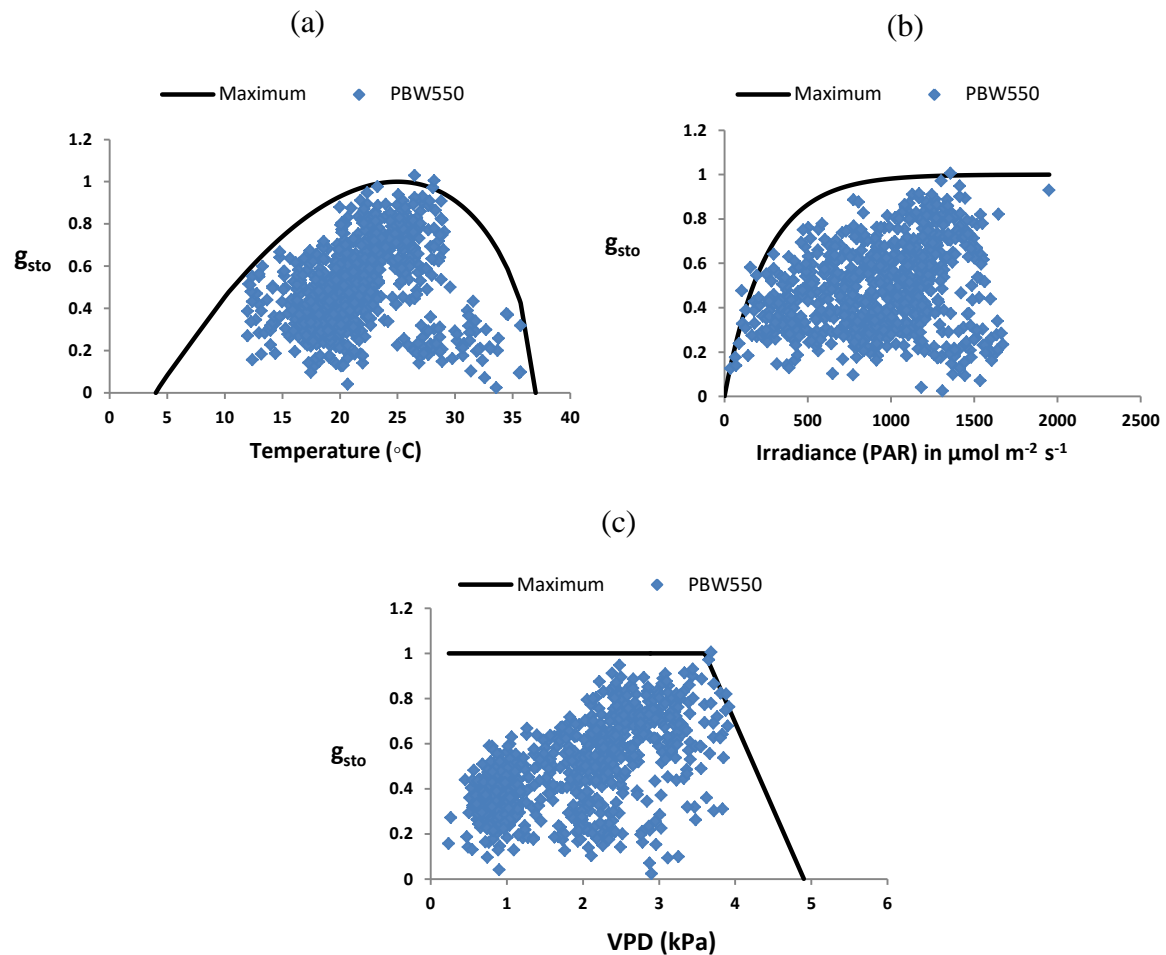 (a)
Maximum PBW550
1.2
1
0.8
0.6
0.4
0.2
0
g_sto
0 5 10 15 20 25 30 35 40
Temperature (◦C)
(b)
Maximum PBW550
1.2
1
0.8
0.6
0.4
0.2
0
g_sto
0 500 1000 1500 2000 2500
Irradiance (PAR) in µmol m⁻² s⁻¹
(c)
Maximum PBW550
1.2
1
0.8
0.6
0.4
0.2
0
g_sto
0 1 2 3 4 5 6
VPD (kPa)